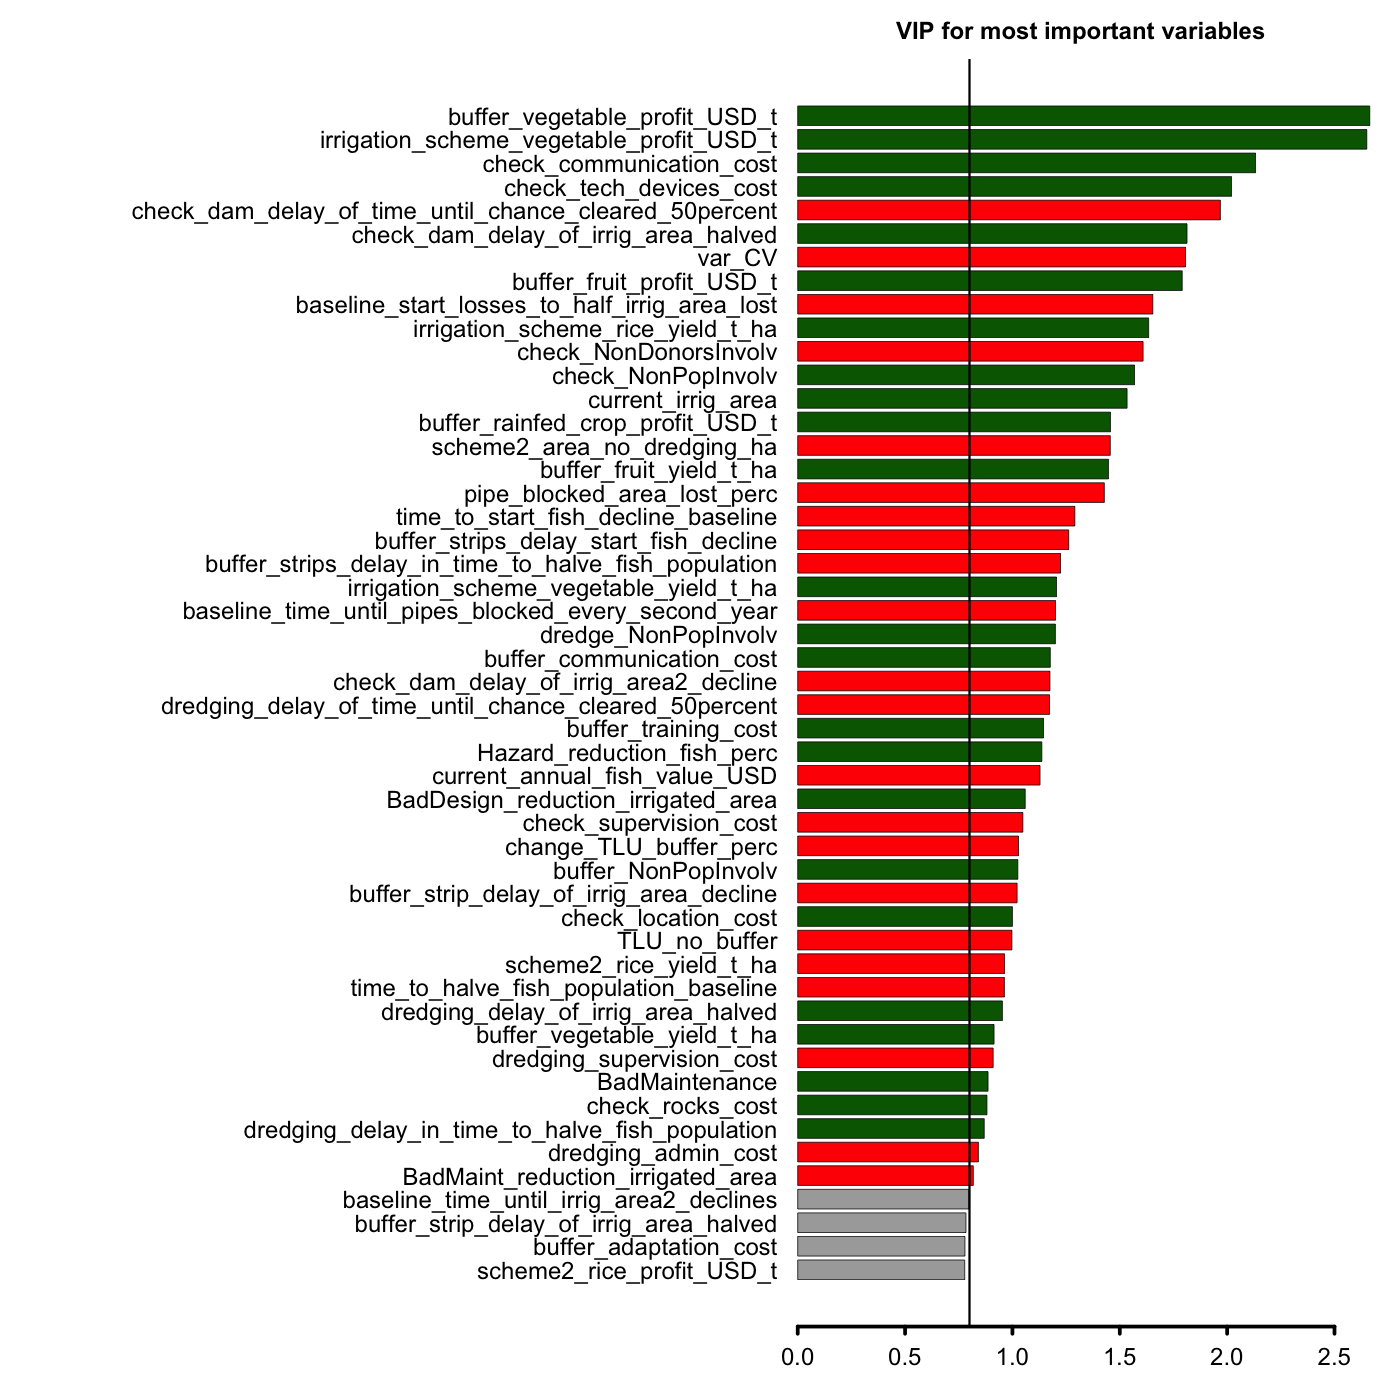 VIP for most important variables
buffer_vegetable_profit_USD_t
irrigation_scheme_vegetable_profit_USD_t
check_communication_cost
check_tech_devices_cost
check_dam_delay_of_time_until_chance_cleared_50percent
check_dam_delay_of_irrig_area_halved
var_CV
buffer_fruit_profit_USD_t
baseline_start_losses_to_half_irrig_area_lost
irrigation_scheme_rice_yield_t_ha
check_NonDonorsInvolv
check_NonPopInvolv
current_irrig_area
buffer_rainfed_crop_profit_USD_t
scheme2_area_no_dredging_ha
buffer_fruit_yield_t_ha
pipe_blocked_area_lost_perc
time_to_start_fish_decline_baseline
buffer_strips_delay_start_fish_decline
buffer_strips_delay_in_time_to_halve_fish_population
irrigation_scheme_vegetable_yield_t_ha
baseline_time_until_pipes_blocked_every_second_year
dredge_NonPopInvolv
buffer_communication_cost
check_dam_delay_of_irrig_area2_decline
dredging_delay_of_time_until_chance_cleared_50percent
buffer_training_cost
Hazard_reduction_fish_perc
current_annual_fish_value_USD
BadDesign_reduction_irrigated_area
check_supervision_cost
change_TLU_buffer_perc
buffer_NonPopInvolv
buffer_strip_delay_of_irrig_area_decline
check_location_cost
TLU_no_buffer
scheme2_rice_yield_t_ha
time_to_halve_fish_population_baseline
dredging_delay_of_irrig_area_halved
buffer_vegetable_yield_t_ha
dredging_supervision_cost
BadMaintenance
check_rocks_cost
dredging_delay_in_time_to_halve_fish_population
dredging_admin_cost
BadMaint_reduction_irrigated_area
baseline_time_until_irrig_area2_declines
buffer_strip_delay_of_irrig_area_halved
buffer_adaptation_cost
scheme2_rice_profit_USD_t
0.0 0.5 1.0 1.5 2.0 2.5